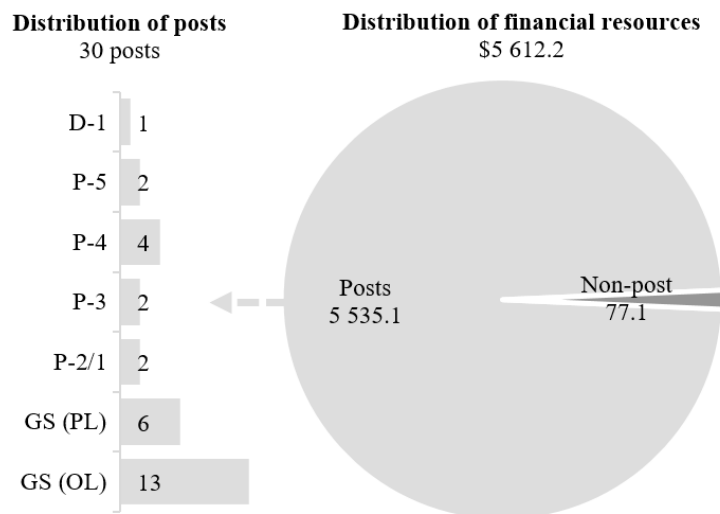 Distribution of posts
30 posts
D-1
1
P-5
2
P-4
4
P-3
2
P-2/1
2
GS (PL)
6
GS (OL)
13
Distribution of financial resources
$5 612.2
Posts
5 535.1
Non-post
77.1